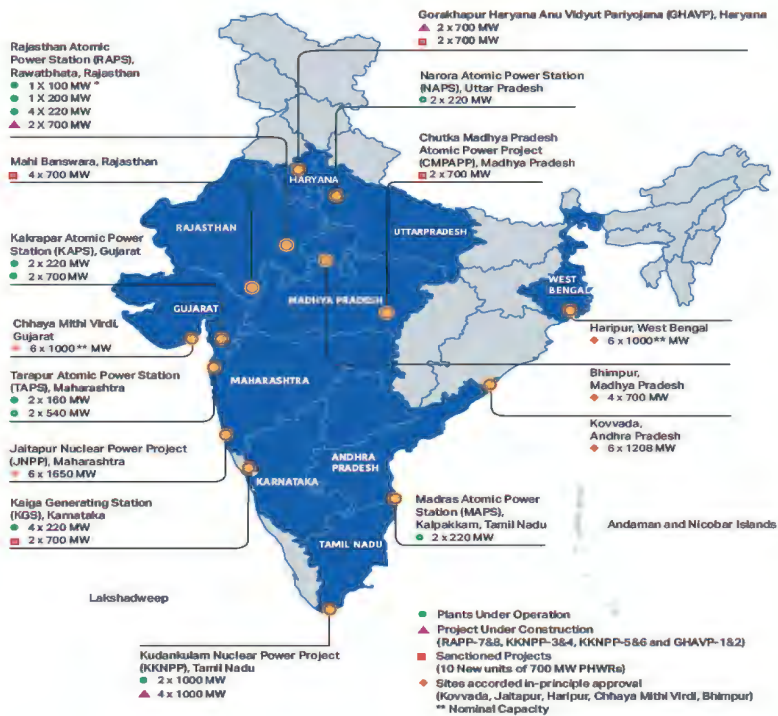 Gorakhapur Haryana Anu Vidyut Pariyojana (GHAVP), Haryana
2 x 700 MW
2 x 700 MW
Rajasthan Atomic
Power Station (RAPS),
Rawatbhata, Rajasthan
1 X 100 MW *
1 X 200 MW
4 X 220 MW
2 X 700 MW
Narora Atomic Power Station
(NAPS), Uttar Pradesh
2 x 220 MW
Chutka Madhya Pradesh
Atomic Power Project
(CMPAPP), Madhya Pradesh
2 x 700 MW
Mahi Banswara, Rajasthan
4 x 700 MW
HARYANA
RAJASTHAN
UTTARPRADESH
Kakrapar Atomic Power
Station (KAPS), Gujarat
2 x 220 MW
2 x 700 MW
WEST
BENGAL
MADHYA PRADESH
GUJARAT
Chhaya Mithi Virdi,
Gujarat
6 x 1000** MW
Haripur, West Bengal
6 x 1000** MW
Tarapur Atomic Power Station
(TAPS), Maharashtra
2 x 160 MW
2 x 540 MW
MAHARASHTRA
Bhimpur,
Madhya Pradesh
4 x 700 MW
Kovvada,
Andhra Pradesh
6 x 1208 MW
Jaitapur Nuclear Power Project
(JNPP), Maharashtra
6 x 1650 MW
ANDHRA
PRADESH
KARNATAKA
Kaiga Generating Station
(KGS), Karnataka
4 x 220 MW
2 x 700 MW
Madras Atomic Power
Station (MAPS),
Kalpakkam, Tamil Nadu
2 x 220 MW
Andaman and Nicobar Islands
TAMIL NADU
Lakshadweep
Kudankulam Nuclear Power Project
(KKNPP), Tamil Nadu
2 x 1000 MW
4 x 1000 MW
Plants Under Operation
Project Under Construction
(RAPP-7&8, KKNPP-3&4, KKNPP-5&6 and GHAVP-1&2)
Sanctioned Projects
(10 New units of 700 MW PHWRs)
Sites accorded in-principle approval
(Kovvada, Jaitapur, Haripur, Chhaya Mithi Virdi, Bhimpur)
** Nominal Capacity